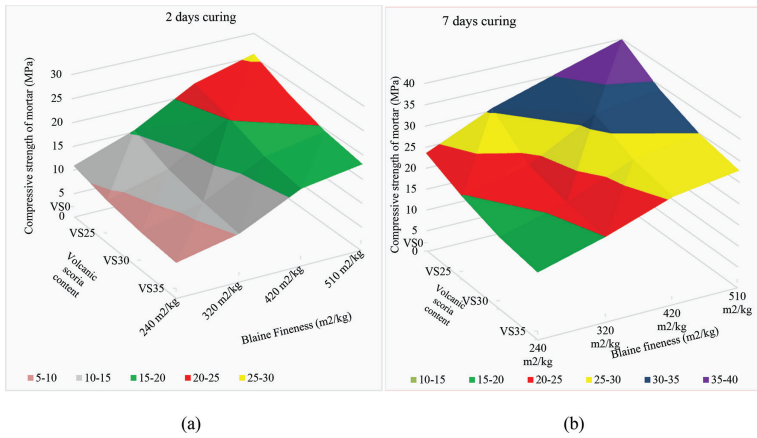 2 days curing
Compressive strength of mortar (MPa)
30
25
20
15
10
5
0
VS0
VS25
VS30
VS35
Volcanic
scoria
content
240 m2/kg
320 m2/kg
420 m2/kg
510 m2/kg
Blaine Fineness (m2/kg)
5-10 10-15 15-20 20-25 25-30
(a)
7 days curing
Compressive strength of mortar (MPa)
40
35
30
25
20
15
10
5
0
VS0
VS25
VS30
VS35
Volcanic
scoria
content
240
m2/kg
320
m2/kg
420
m2/kg
510
m2/kg
Blaine fineness (m2/kg)
10-15 15-20 20-25 25-30 30-35 35-40
(b)